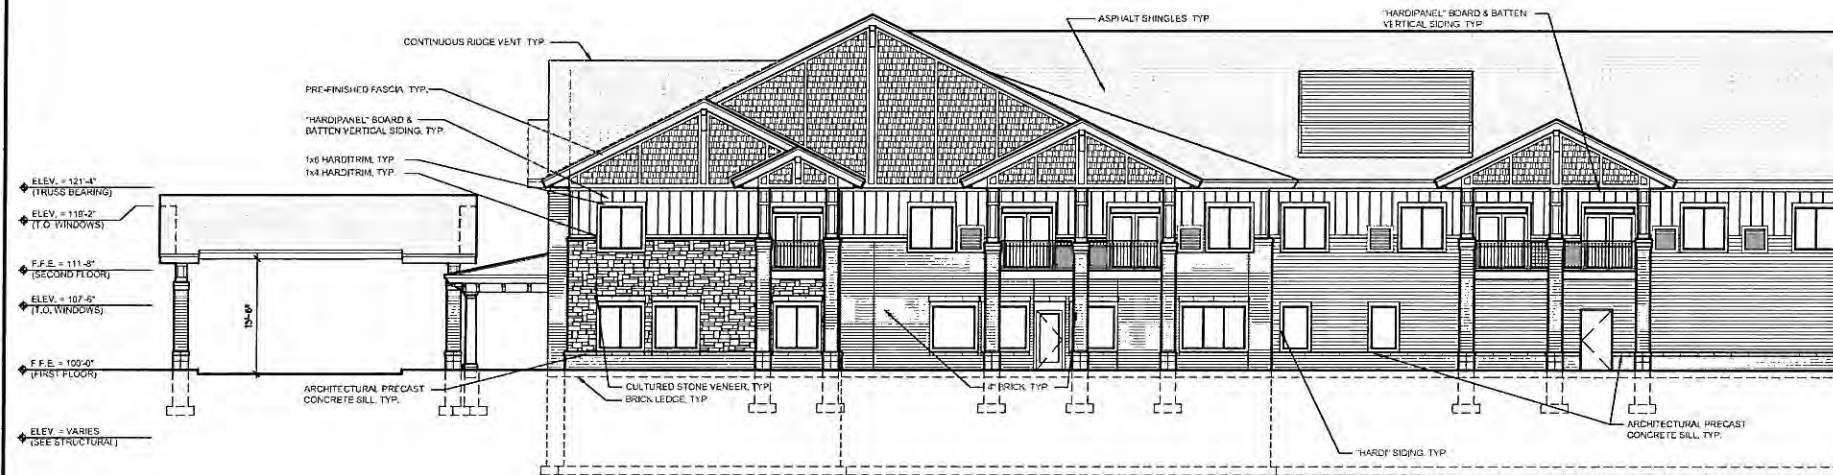 CONTINUOUS RIDGE VENT TYP.
PRE-FINISHED FASCIA, TYP.
"HARDIPANEL" BOARD &
BATTEN VERTICAL SIDING, TYP.
1x6 HARDITRIM, TYP
1x4 HARDITRIM, TYP.
ASPHALT SHINGLES TYP
"HARDIPANEL" BOARD & BATTEN
VERTICAL SIDING TYP
ELEV. = 121'-4"
(TRUSS BEARING)
(T.O. WINDOWS)
F.F.E. = 111'-8"
(SECOND FLOOR)
ELEV. = 107'-6"
(T.O. WINDOWS)
F.F.E. = 100'-0"
(FIRST FLOOR)
ELEV. = VARIES
(SEE STRUCTURAL)
ARCHITECTURAL PRECAST
CONCRETE SILL, TYP.
CULTURED STONE VENEER, TYP.
BRICK LEDGE, TYP
4" BRICK, TYP.
"HARDI" SIDING, TYP
ARCHITECTURAL PRECAST
CONCRETE SILL, TYP.